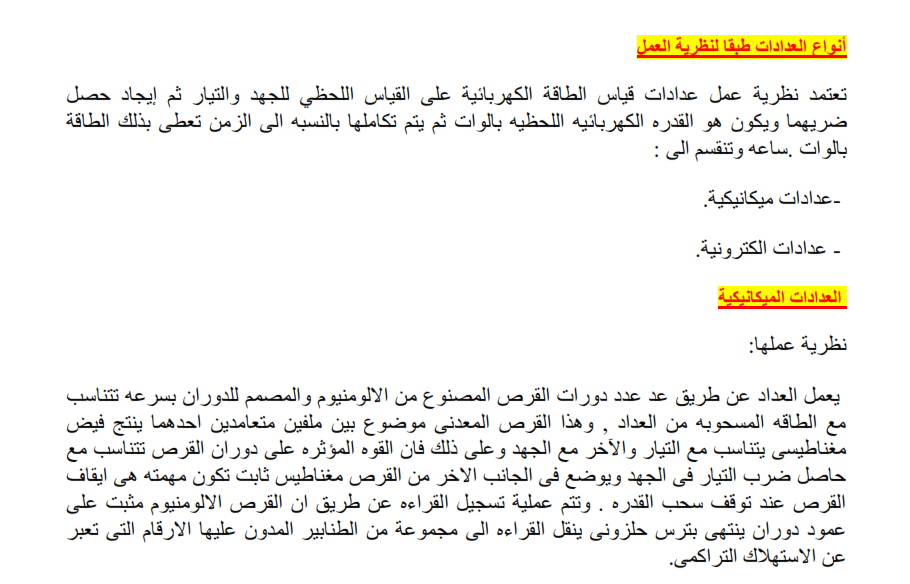 أنواع العدادات طبقا لنظرية العمل
تعتمد نظرية عمل عدادات قياس الطاقة الكهربائية على القياس اللحظي للجهد والتيار ثم إيجاد حصل
ضربهما ويكون هو القدره الكهربائيه اللحظيه بالوات ثم يتم تكاملها بالنسبه الى الزمن تعطى بذلك الطاقة
بالوات .ساعه وتنقسم الى :
-عدادات ميكانيكية.
- عدادات الكترونية.
العدادات الميكانيكية
نظرية عملها:
يعمل العداد عن طريق عد عدد دورات القرص المصنوع من الالومنيوم والمصمم للدوران بسرعه تتناسب
مع الطاقه المسحوبه من العداد , وهذا القرص المعدنى موضوع بين ملفين متعامدين احدهما ينتج فيض
مغناطيسى يتناسب مع التيار والآخر مع الجهد وعلى ذلك فان القوه المؤثره على دوران القرص تتناسب مع
حاصل ضرب التيار فى الجهد ويوضع فى الجانب الاخر من القرص مغناطيس ثابت تكون مهمته هى ايقاف
القرص عند توقف سحب القدره . وتتم عملية تسجيل القراءه عن طريق ان القرص الالومنيوم مثبت على
عمود دوران ينتهى بترس حلزونى ينقل القراءه الى مجموعة من الطنابير المدون عليها الارقام التى تعبر
عن الاستهلاك التراكمى.